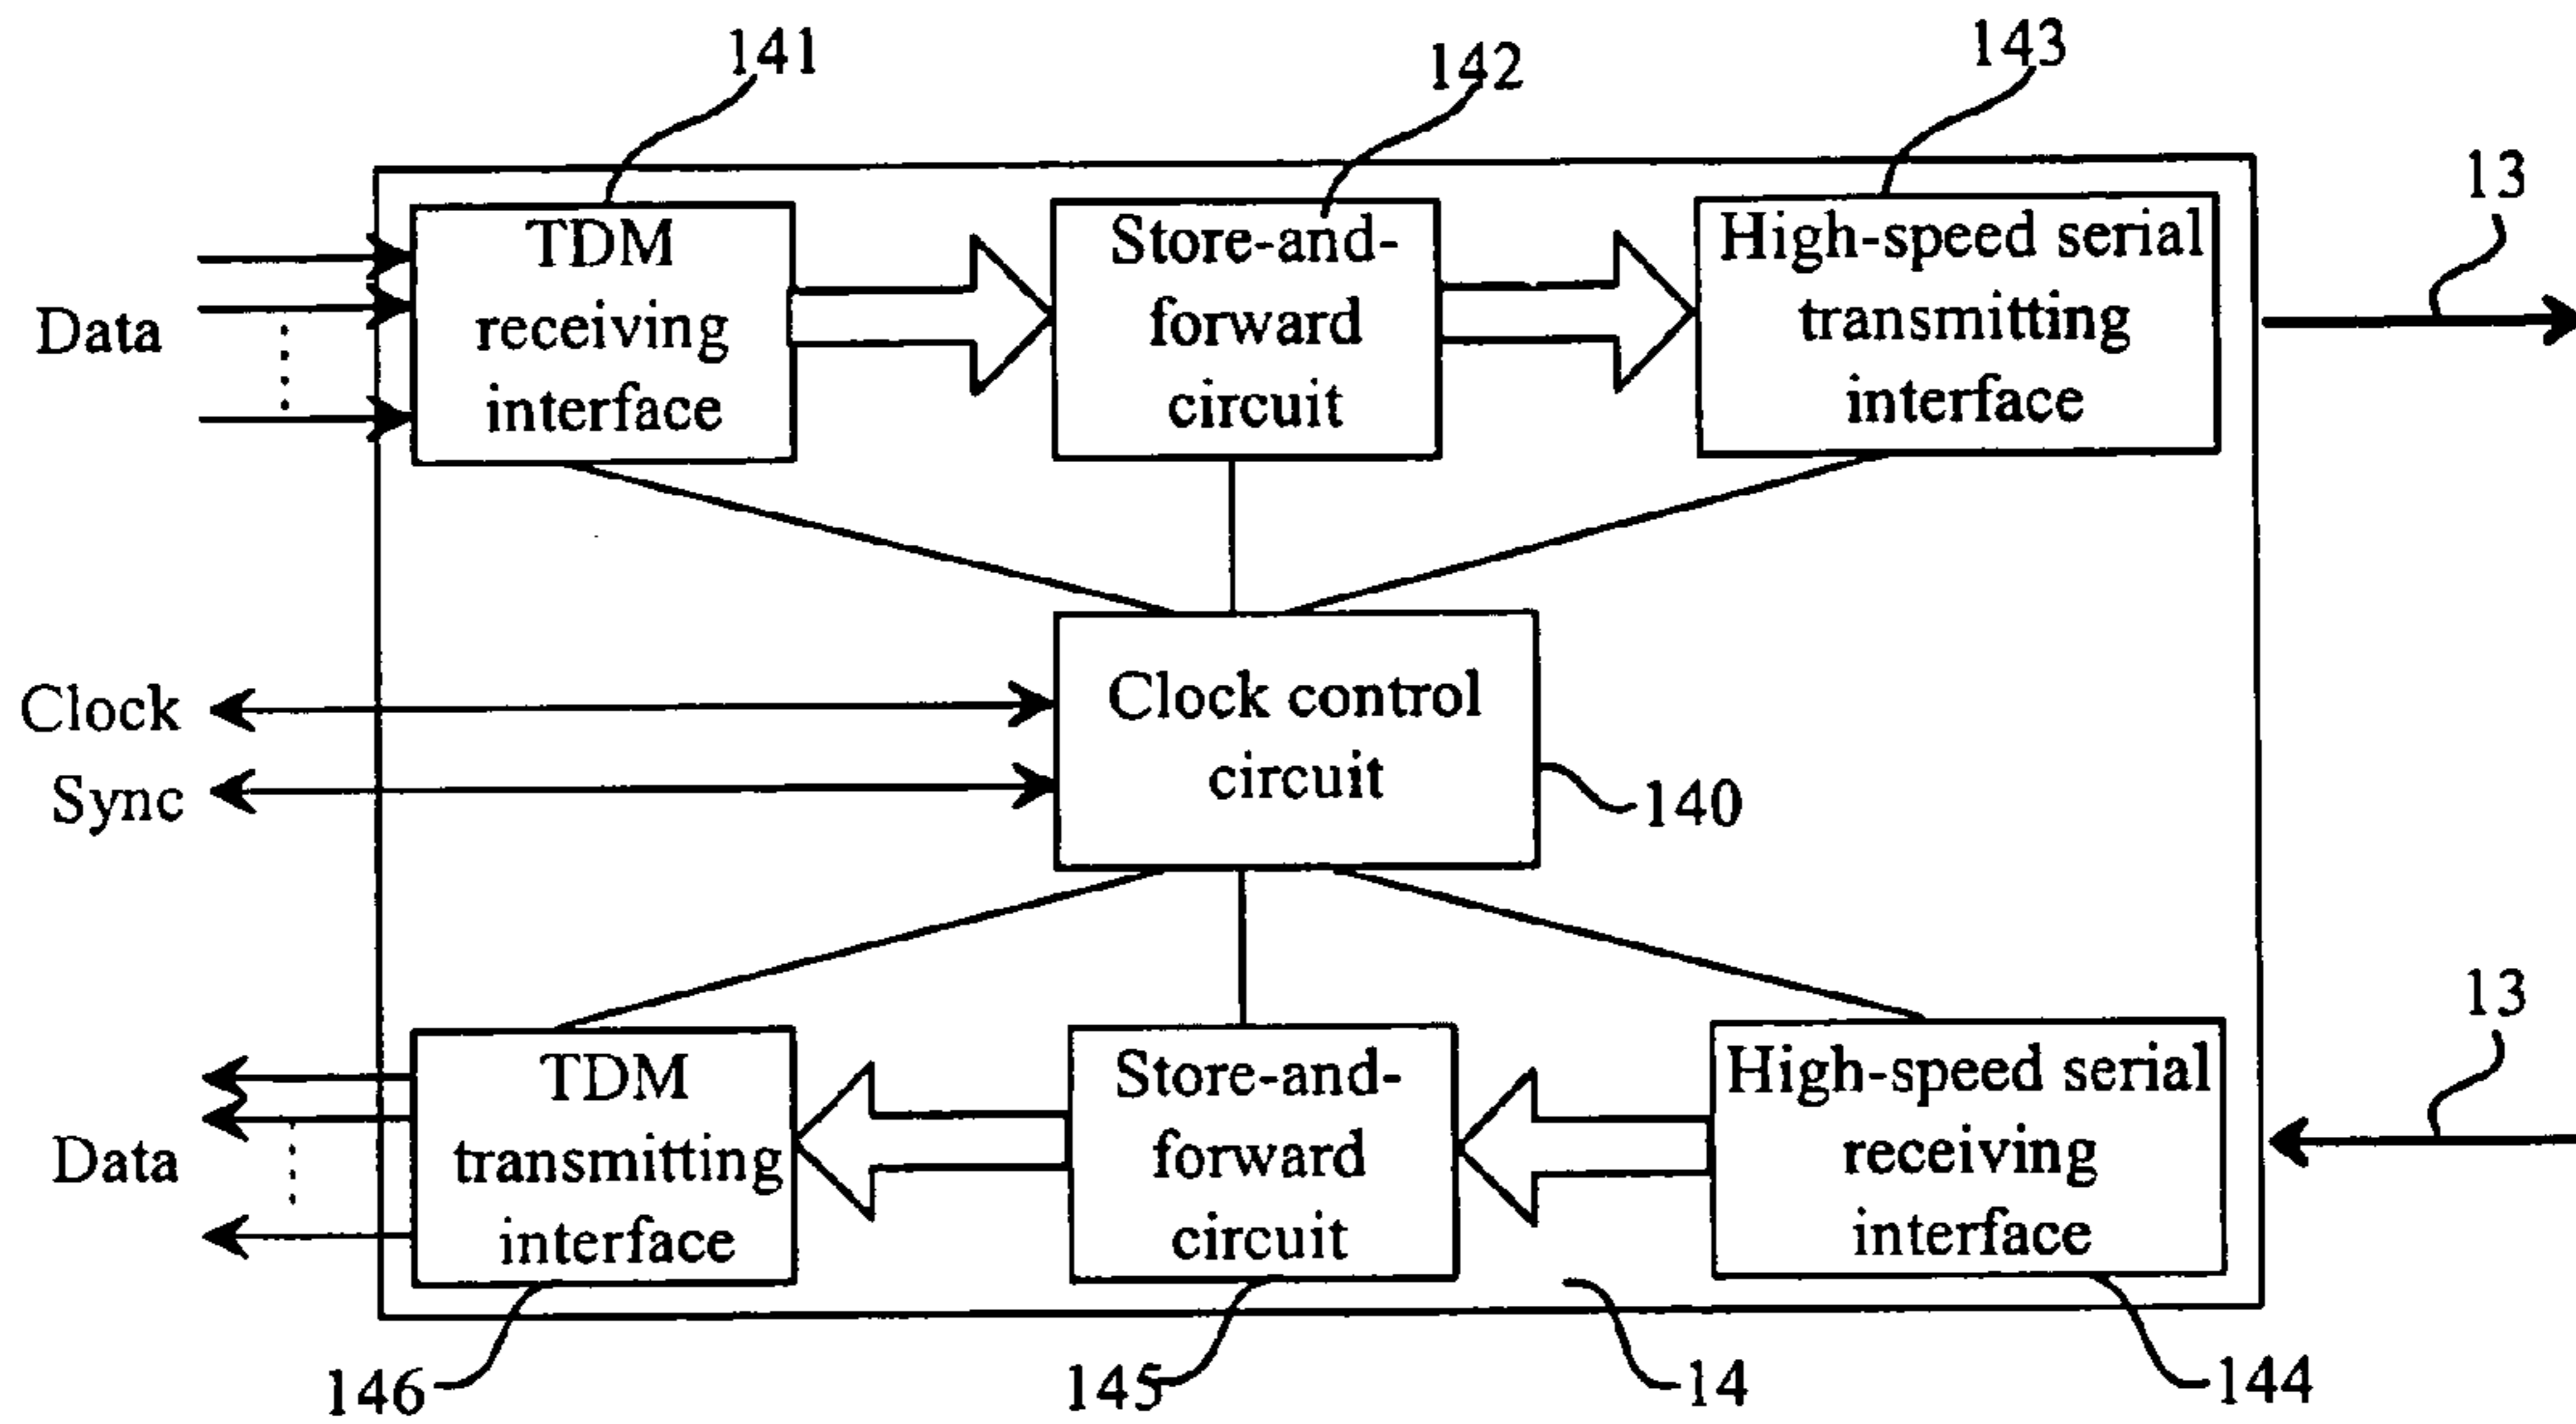 141
142
143
13
TDM
receiving
interface
Store-and-
forward
circuit
High-speed serial
transmitting
interface
Data
Clock
Sync
Clock control
circuit
140
13
TDM
transmitting
interface
Store-and-
forward
circuit
High-speed serial
receiving
interface
Data
146
145
14
144